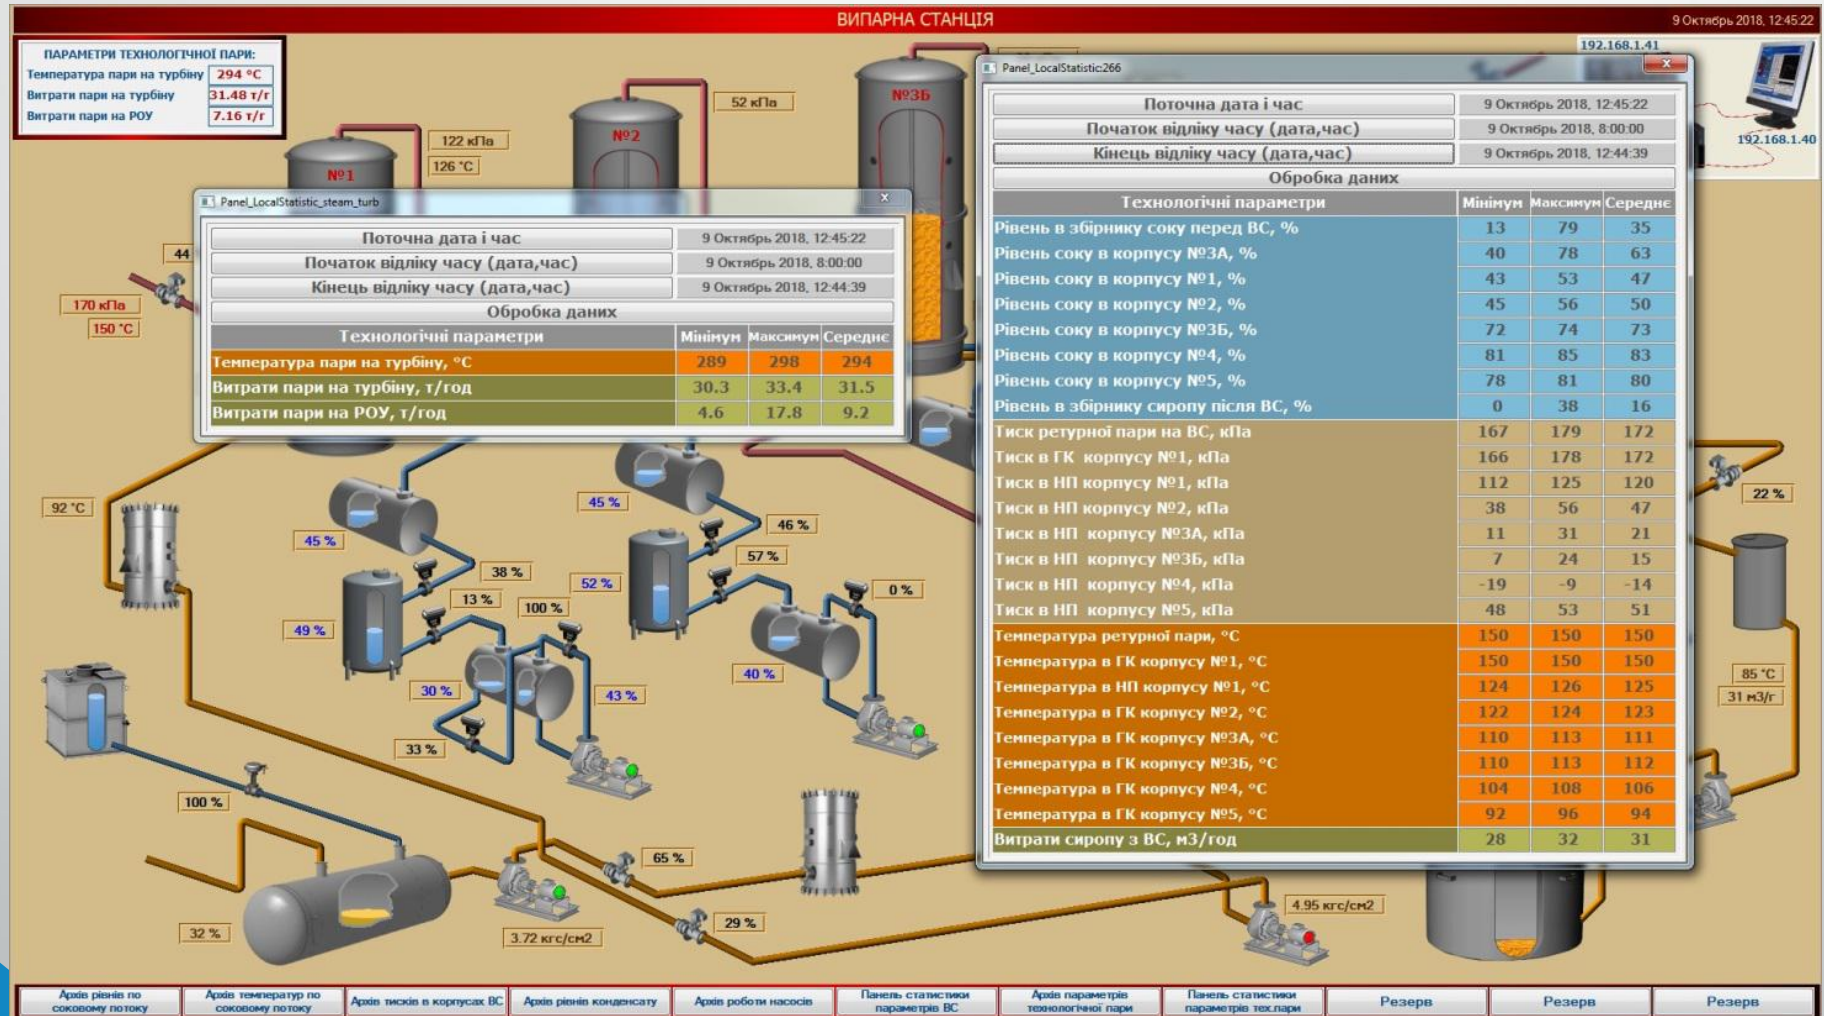 ВИПАРНА СТАНЦІЯ
9 Октябрь 2018, 12:45:22
ПАРАМЕТРИ ТЕХНОЛОГІЧНОЇ ПАРИ:
Температура пари на турбіну 294 °C
Витрати пари на турбіну 31.48 т/г
Витрати пари на РОУ 7.16 т/г
192.168.1.41
192.168.1.40
№1
№2
№3Б
122 кПа
126 °C
52 кПа
44
170 кПа
150 °C
Panel_LocalStatistic_steam_turb
Поточна дата і час 9 Октябрь 2018, 12:45:22
Початок відліку часу (дата,час) 9 Октябрь 2018, 8:00:00
Кінець відліку часу (дата,час) 9 Октябрь 2018, 12:44:39
Обробка даних
Технологічні параметри Мінімум Максимум Середнє
Температура пари на турбіну, °C 289 298 294
Витрати пари на турбіну, т/год 30.3 33.4 31.5
Витрати пари на РОУ, т/год 4.6 17.8 9.2
Panel_LocalStatistic:266
Поточна дата і час 9 Октябрь 2018, 12:45:22
Початок відліку часу (дата,час) 9 Октябрь 2018, 8:00:00
Кінець відліку часу (дата,час) 9 Октябрь 2018, 12:44:39
Обробка даних
Технологічні параметри Мінімум Максимум Середнє
Рівень в збірнику соку перед ВС, % 13 79 35
Рівень соку в корпусу №3А, % 40 78 63
Рівень соку в корпусу №1, % 43 53 47
Рівень соку в корпусу №2, % 45 56 50
Рівень соку в корпусу №3Б, % 72 74 73
Рівень соку в корпусу №4, % 81 85 83
Рівень соку в корпусу №5, % 78 81 80
Рівень в збірнику сиропу після ВС, % 0 38 16
Тиск ретурної пари на ВС, кПа 167 179 172
Тиск в ГК корпусу №1, кПа 166 178 172
Тиск в НП корпусу №1, кПа 112 125 120
Тиск в НП корпусу №2, кПа 38 56 47
Тиск в НП корпусу №3А, кПа 11 31 21
Тиск в НП корпусу №3Б, кПа 7 24 15
Тиск в НП корпусу №4, кПа -19 -9 -14
Тиск в НП корпусу №5, кПа 48 53 51
Температура ретурної пари, °C 150 150 150
Температура в ГК корпусу №1, °C 150 150 150
Температура в НП корпусу №1, °C 124 126 125
Температура в ГК корпусу №2, °C 122 124 123
Температура в ГК корпусу №3А, °C 110 113 111
Температура в ГК корпусу №3Б, °C 110 113 112
Температура в ГК корпусу №4, °C 104 108 106
Температура в ГК корпусу №5, °C 92 96 94
Витрати сиропу з ВС, м3/год 28 32 31
92 °C
45 %
45 %
46 %
57 %
38 %
52 %
13 %
100 %
0 %
49 %
30 %
43 %
40 %
33 %
22 %
85 °C
31 м3/г
100 %
65 %
32 %
3.72 кгс/см2
29 %
4.95 кгс/см2
Архів рівнів по соковому потоку
Архів температур по соковому потоку
Архів тисків в корпусах ВС
Архів рівнів конденсату
Архів роботи насосів
Панель статистики параметрів ВС
Архів параметрів технологічної пари
Панель статистики параметрів тех.пари
Резерв
Резерв
Резерв